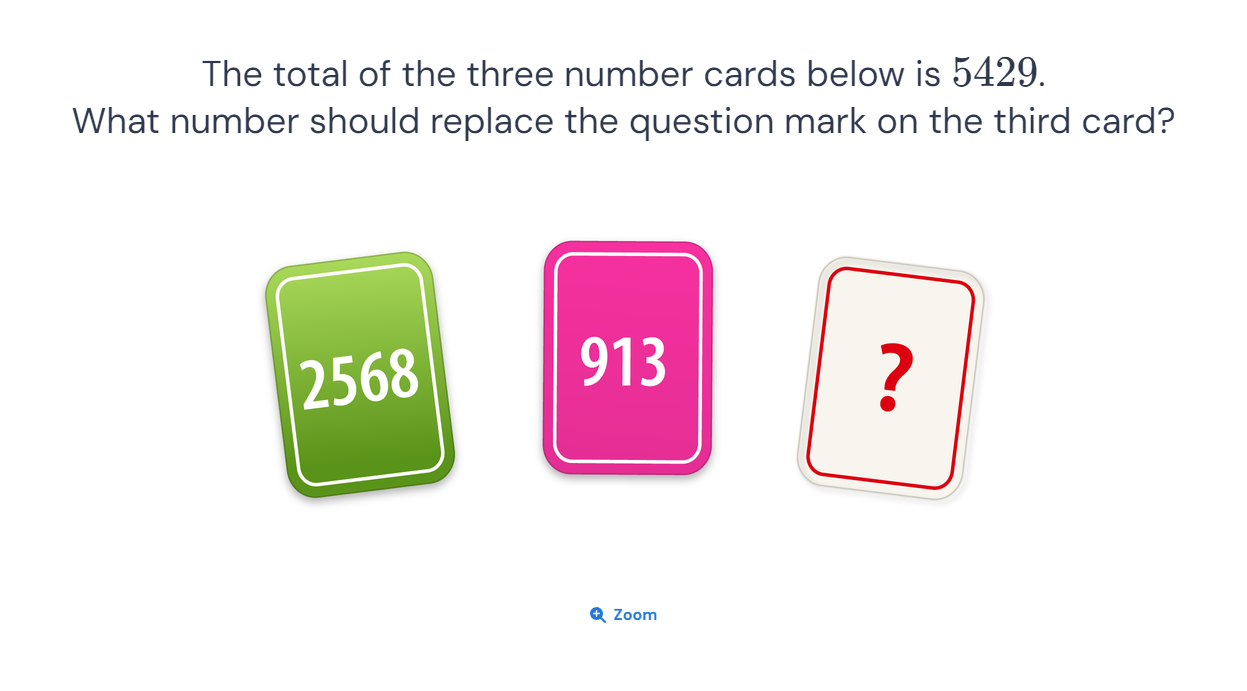 The total of the three number cards below is 5429.
What number should replace the question mark on the third card?
2568
913
?
Zoom